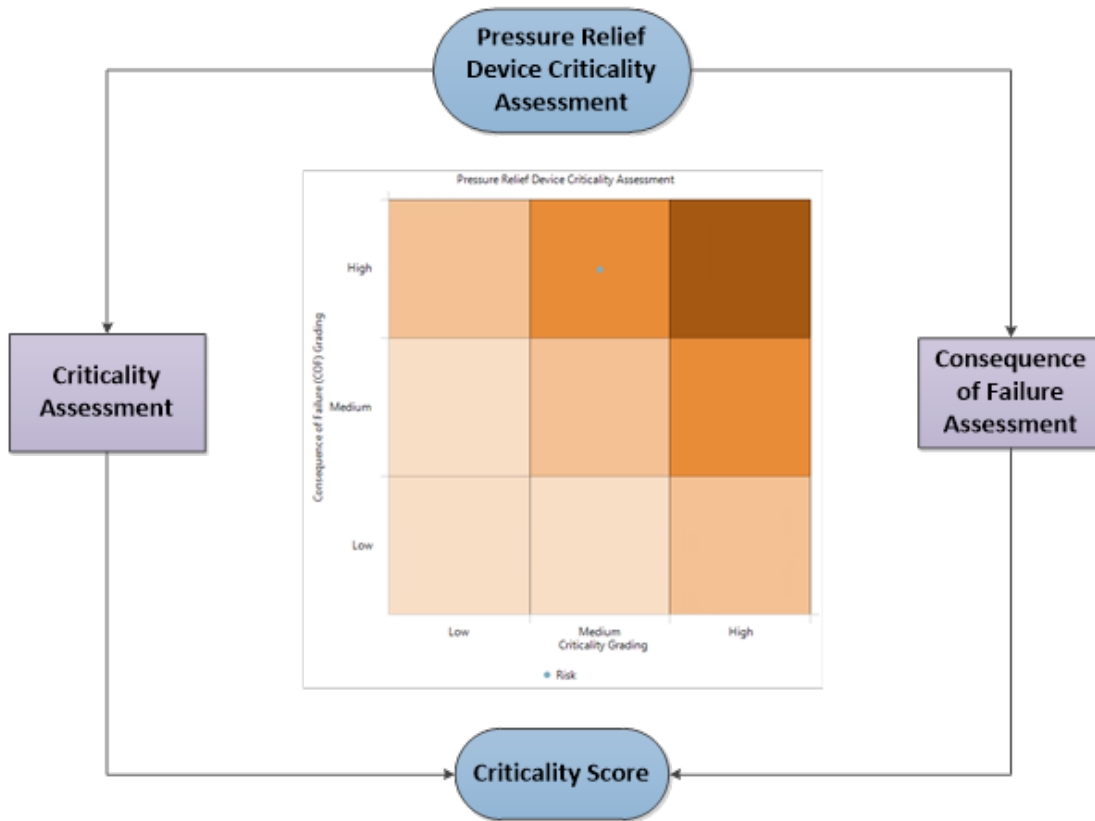 Pressure Relief
Device Criticality
Assessment
Pressure Relief Device Criticality Assessment
Criticality
Assessment
Consequence of Failure (COF) Grading
High
Medium
Low
Low
Medium
High
Criticality Grading
Risk
Consequence
of Failure
Assessment
Criticality Score